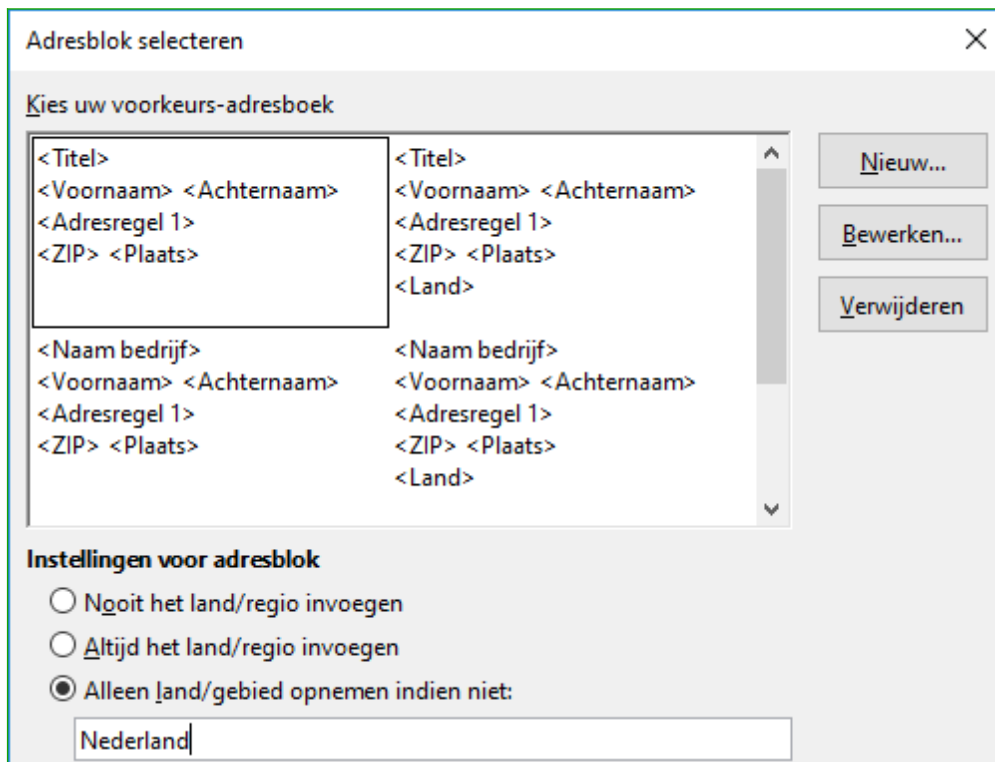 Adresblok selecteren
Kies uw voorkeurs-adresboek
<Titel>
<Voornaam> <Achternaam>
<Adresregel 1>
<ZIP> <Plaats>
<Titel>
<Voornaam> <Achternaam>
<Adresregel 1>
<ZIP> <Plaats>
<Land>
<Naam bedrijf>
<Voornaam> <Achternaam>
<Adresregel 1>
<ZIP> <Plaats>
<Naam bedrijf>
<Voornaam> <Achternaam>
<Adresregel 1>
<ZIP> <Plaats>
<Land>
Nieuw...
Bewerken...
Verwijderen
Instellingen voor adresblok
Nooit het land/regio invoegen
Altijd het land/regio invoegen
Alleen land/gebied opnemen indien niet:
Nederland